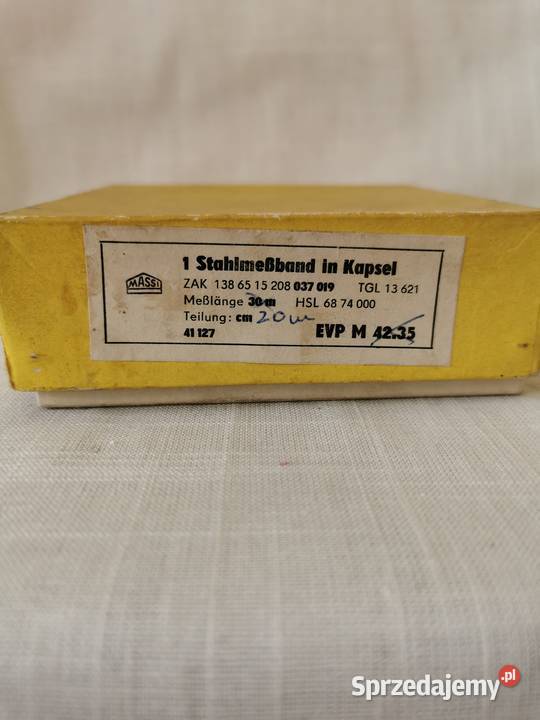 MASSI
1 Stahlmeßband in Kapsel
ZAK 138 65 15 208 037 019 TGL 13 621
Meßlänge 30 m HSL 68 74 000
Teilung: cm 20 m
41 127 EVP M 42.35
Sprzedajemy.pl